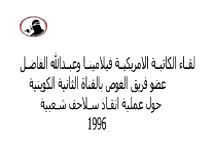 لقاء الكاتبة الامريكية فيلامينا وعبدالله الفاضل
عضو فريق الغوص بالقناة الثانية الكويتية
حول عملية انقاذ سلاحف شعبية
1996